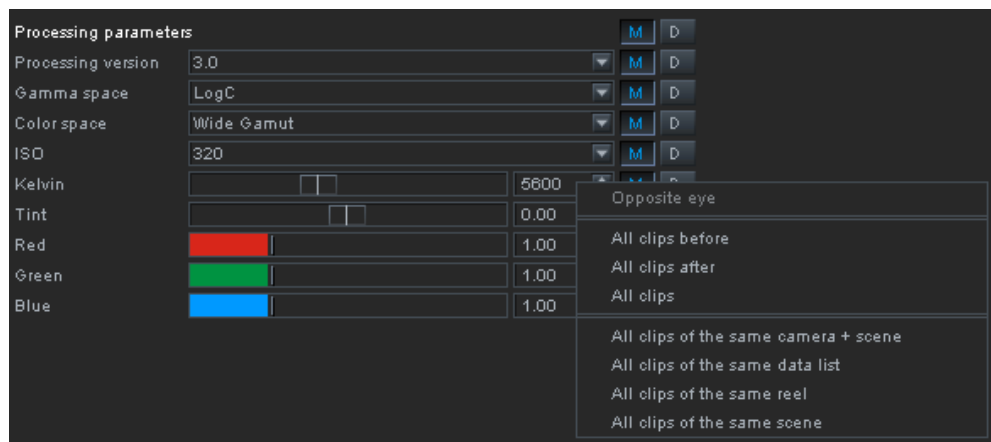 Processing parameters M D
Processing version 3.0 M D
Gamma space LogC M D
Color space Wide Gamut M D
ISO 320 M D
Kelvin 5600
Tint 0.00
Red 1.00
Green 1.00
Blue 1.00
Opposite eye
All clips before
All clips after
All clips
All clips of the same camera + scene
All clips of the same data list
All clips of the same reel
All clips of the same scene